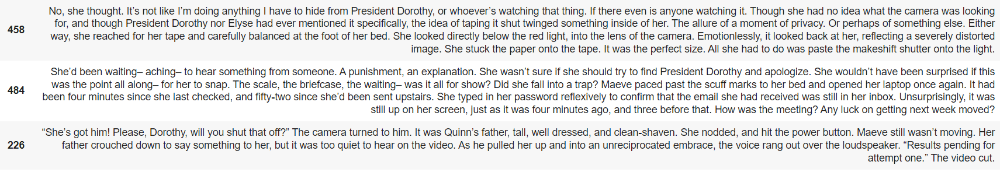 No, she thought. It’s not like I’m doing anything I have to hide from President Dorothy, or whoever’s watching that thing. If there even is anyone watching it. Though she had no idea what the camera was looking
458
for, and though President Dorothy nor Elyse had ever mentioned it specifically, the idea of taping it shut twinged something inside of her. The allure of a moment of privacy. Or perhaps of something else. Either
way, she reached for her tape and carefully balanced at the foot of her bed. She looked directly below the red light, into the lens of the camera. Emotionlessly, it looked back at her, reflecting a severely distorted
image. She stuck the paper onto the tape. It was the perfect size. All she had to do was paste the makeshift shutter onto the light.
She’d been waiting– aching– to hear something from someone. A punishment, an explanation. She wasn’t sure if she should try to find President Dorothy and apologize. She wouldn’t have been surprised if this
484
was the point all along– for her to snap. The scale, the briefcase, the waiting– was it all for show? Did she fall into a trap? Maeve paced past the scuff marks to her bed and opened her laptop once again. It had
been four minutes since she last checked, and fifty-two since she’d been sent upstairs. She typed in her password reflexively to confirm that the email she had received was still in her inbox. Unsurprisingly, it was
still up on her screen, just as it was four minutes ago, and three before that. How was the meeting? Any luck on getting next week moved?
“She’s got him! Please, Dorothy, will you shut that off?” The camera turned to him. It was Quinn’s father, tall, well dressed, and clean-shaven. She nodded, and hit the power button. Maeve still wasn’t moving. Her
226
father crouched down to say something to her, but it was too quiet to hear on the video. As he pulled her up and into an unreciprocated embrace, the voice rang out over the loudspeaker. “Results pending for
attempt one.” The video cut.